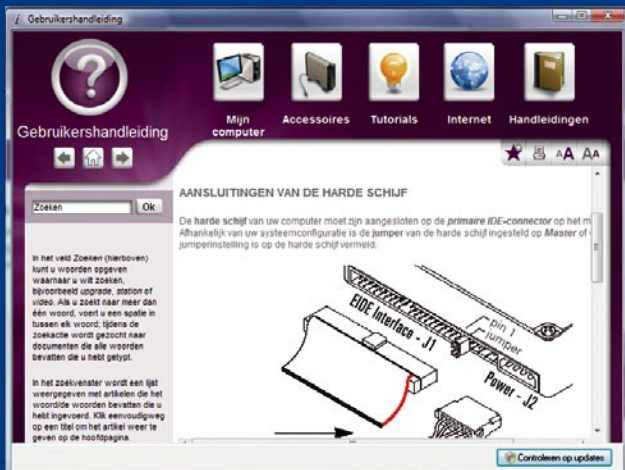 Gebruikershandleiding
Gebruikershandleiding
Mijn
computer
Accessoires
Tutorials
Internet
Handleidingen
AA
AA
Zoeken
Ok
In het veld Zoeken (hierboven)
kunt u woorden opgeven
waarnaar u wilt zoeken,
bijvoorbeeld upgrade, station of
video. Als u zoekt naar meer dan
één woord, voert u een spatie in
tussen elk woord; tijdens de
zoekactie wordt gezocht naar
documenten die alle woorden
bevatten die u hebt getypt.
In het zoekvenster wordt een lijst
weergegeven met artikelen die het
woord/de woorden bevatten die u
hebt ingevoerd. Klik eenvoudigweg
op een titel om het artikel weer te
geven op de hoofdpagina.
AANSLUITINGEN VAN DE HARDE SCHIJF
De harde schijf van uw computer moet zijn aangesloten op de primaire IDE-connector op het m
Afhankelijk van uw systeemconfiguratie is de jumper van de harde schijf ingesteld op Master of
jumperinstelling is op de harde schijf vermeld.
EIDE Interface - J1
pin 1
jumper
Power - J2
Controleren op updates